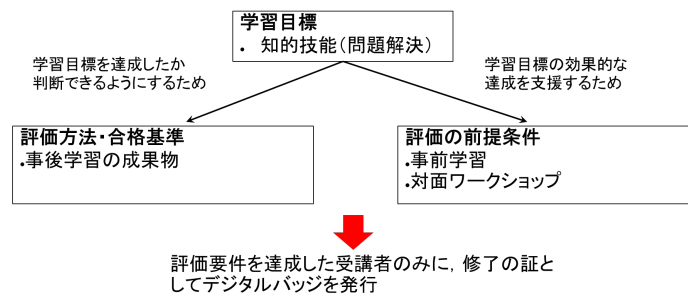 学習目標
• 知的技能（問題解決）
学習目標を達成したか
判断できるようにするため
学習目標の効果的な
達成を支援するため
評価方法・合格基準
•事後学習の成果物
評価の前提条件
•事前学習
•対面ワークショップ
評価要件を達成した受講者のみに，修了の証と
してデジタルバッジを発行